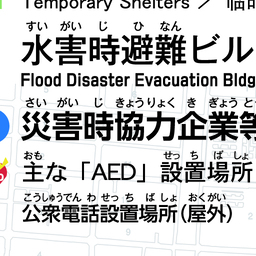 Temporary Shelters ／ 臨時
すいがいじ ひなん
水害時避難ビル
Flood Disaster Evacuation Bldg
さいがいじ きょうりょく きぎょうと
災害時協力企業等
おも せっちばしょ
主な「AED」設置場所
こうしゅうでんわせっちばしょ おくがい
公衆電話設置場所（屋外）